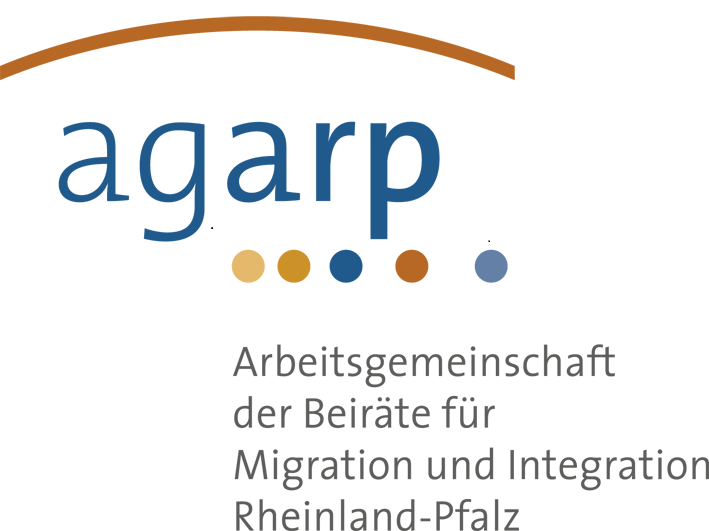 agarp
Arbeitsgemeinschaft
der Beiräte für
Migration und Integration
Rheinland-Pfalz